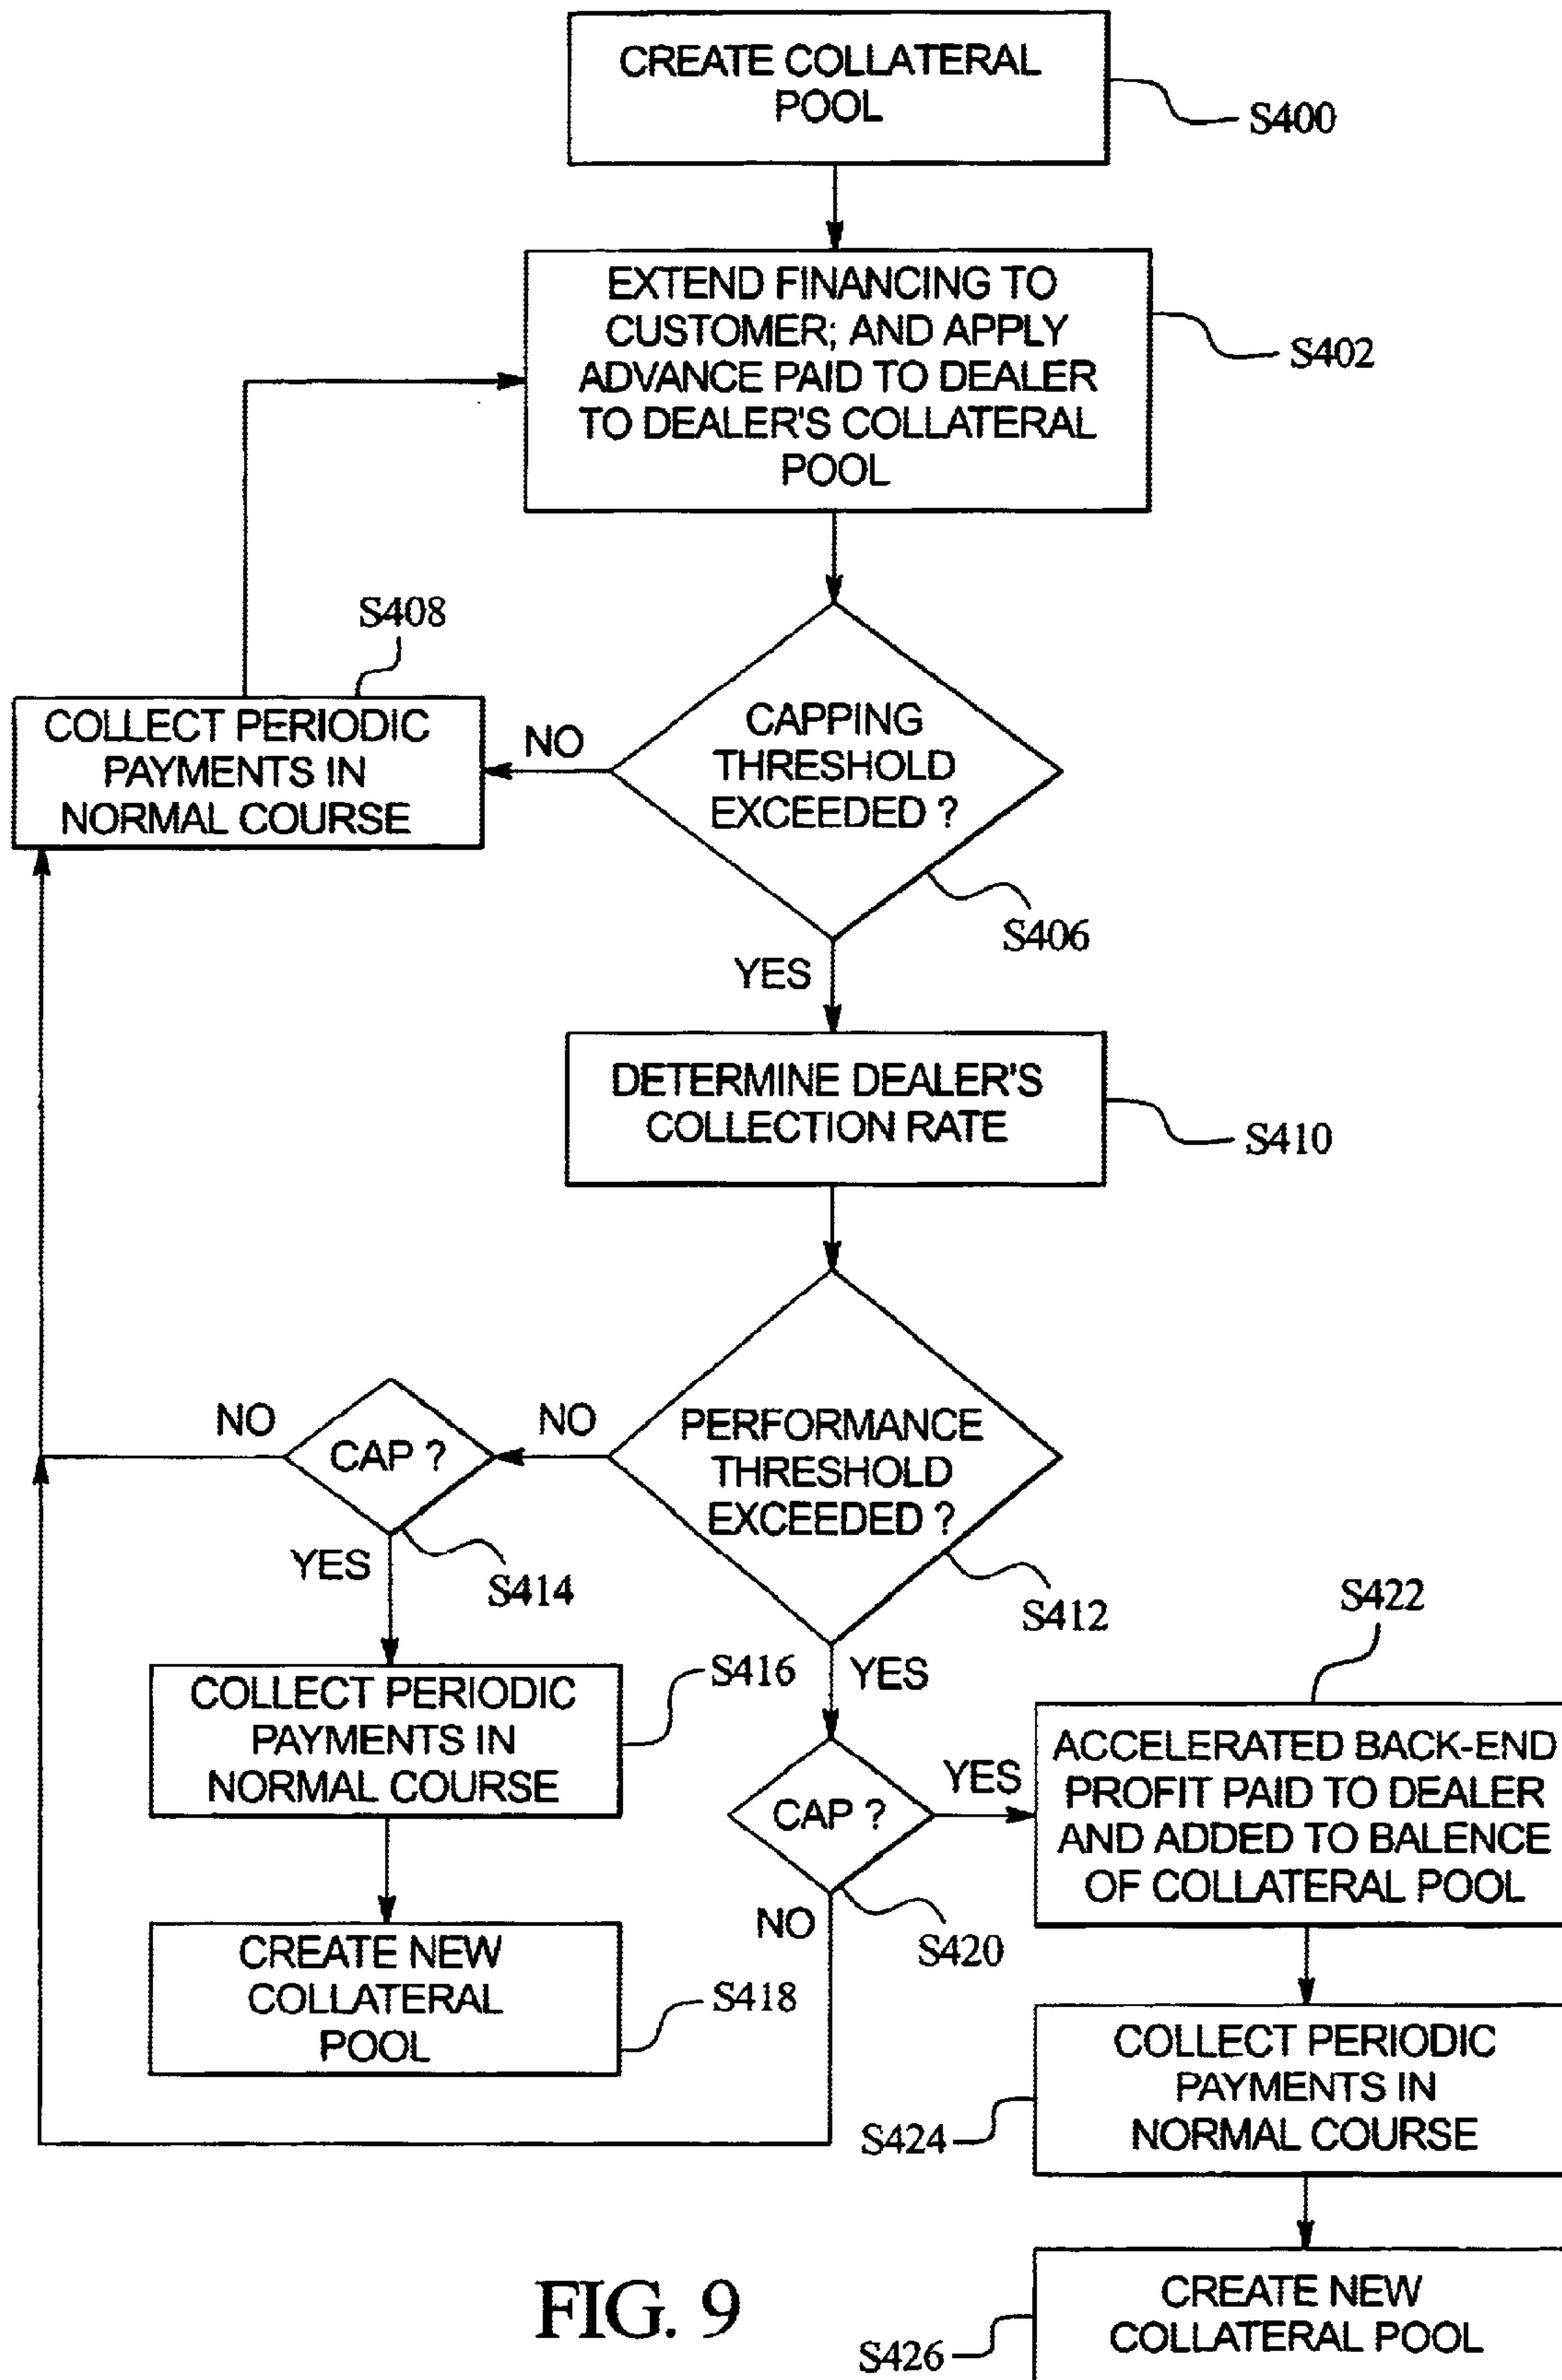 CREATE COLLATERAL
POOL
S400
EXTEND FINANCING TO
CUSTOMER; AND APPLY
ADVANCE PAID TO DEALER
TO DEALER'S COLLATERAL
POOL
S402
S408
COLLECT PERIODIC
PAYMENTS IN
NORMAL COURSE
NO
CAPPING
THRESHOLD
EXCEEDED ?
S406
YES
DETERMINE DEALER'S
COLLECTION RATE
S410
PERFORMANCE
THRESHOLD
EXCEEDED ?
S412
NO
CAP ?
NO
YES
S414
COLLECT PERIODIC
PAYMENTS IN
NORMAL COURSE
S416
CREATE NEW
COLLATERAL
POOL
S418
YES
CAP ?
YES
NO
S420
S422
ACCELERATED BACK-END
PROFIT PAID TO DEALER
AND ADDED TO BALENCE
OF COLLATERAL POOL
COLLECT PERIODIC
PAYMENTS IN
NORMAL COURSE
S424
CREATE NEW
COLLATERAL POOL
S426
FIG. 9